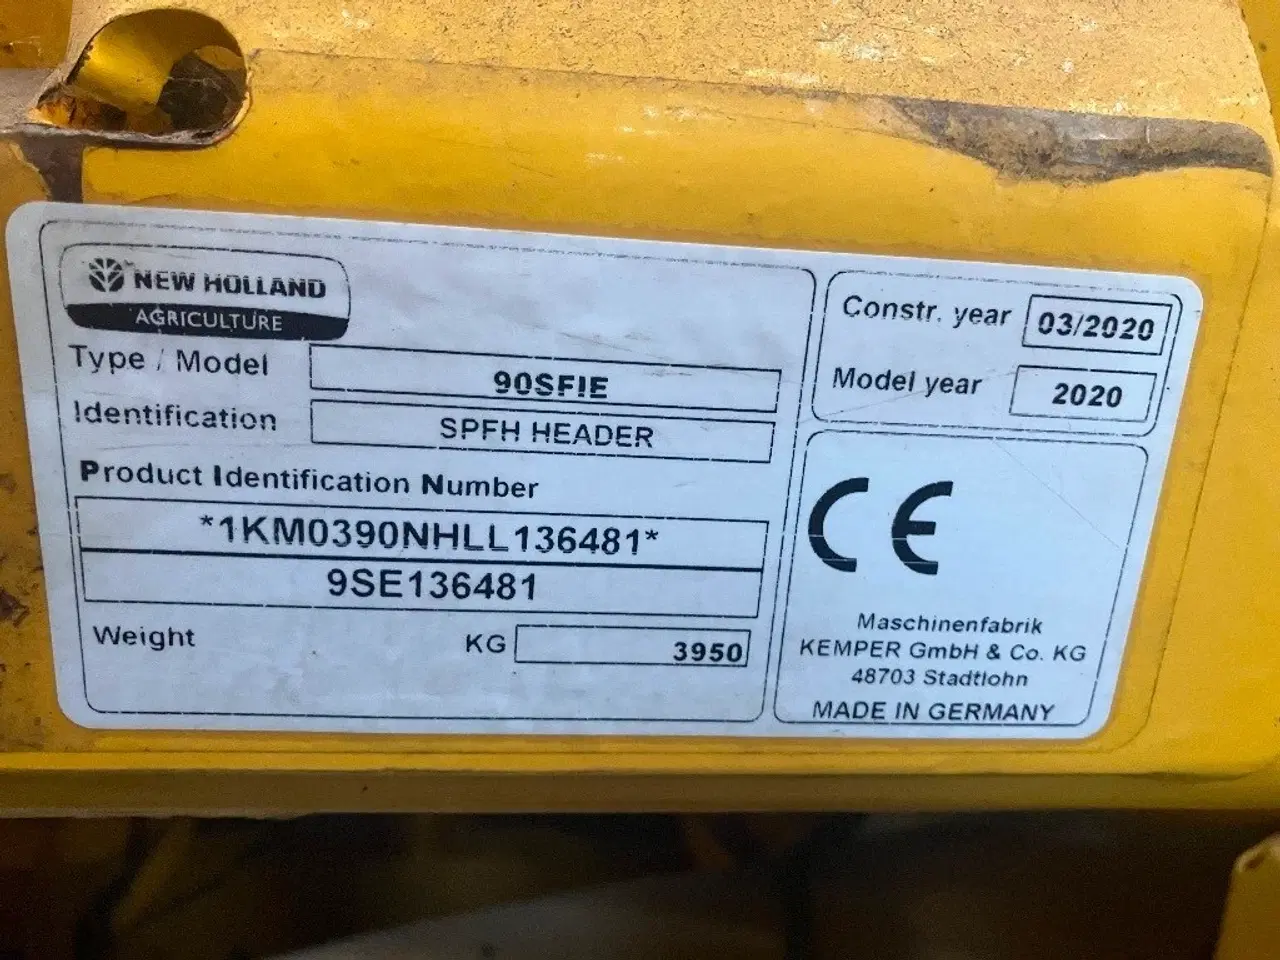 NEW HOLLAND
AGRICULTURE
Type / Model 90SFIE
Identification SPFH HEADER
Product Identification Number
*1KM0390NHLL136481*
9SE136481
Weight KG 3950
Constr. year 03/2020
Model year 2020
CE
Maschinenfabrik
KEMPER GmbH & Co. KG
48703 Stadtlohn
MADE IN GERMANY